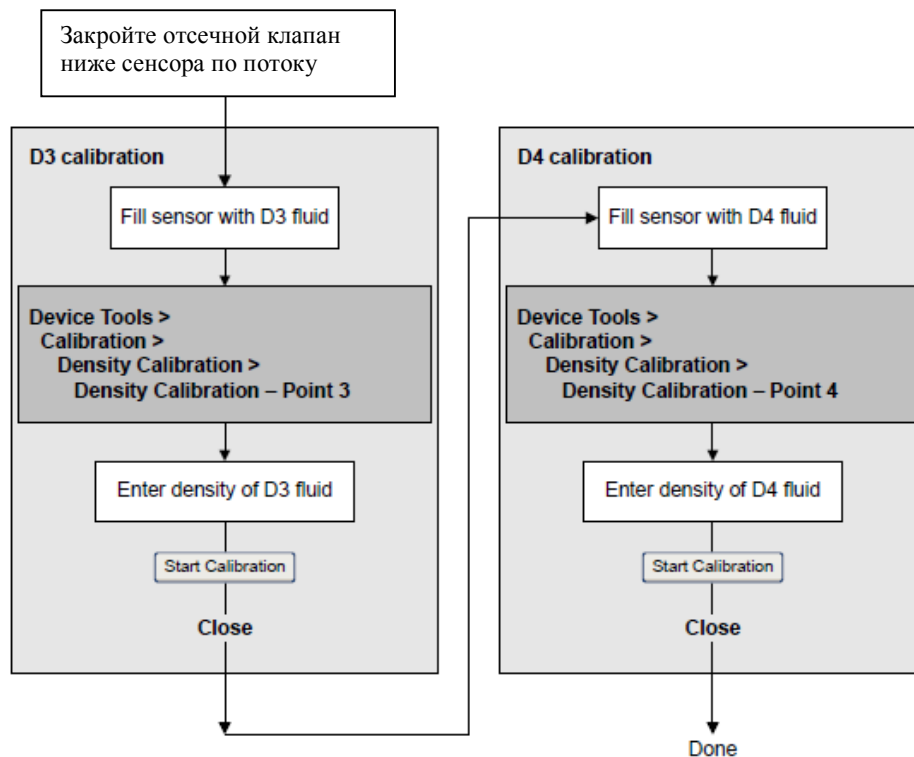 Закройте отсечной клапан
ниже сенсора по потоку
D3 calibration
Fill sensor with D3 fluid
Device Tools >
Calibration >
Density Calibration >
Density Calibration – Point 3
Enter density of D3 fluid
Start Calibration
Close
D4 calibration
Fill sensor with D4 fluid
Device Tools >
Calibration >
Density Calibration >
Density Calibration – Point 4
Enter density of D4 fluid
Start Calibration
Close
Done